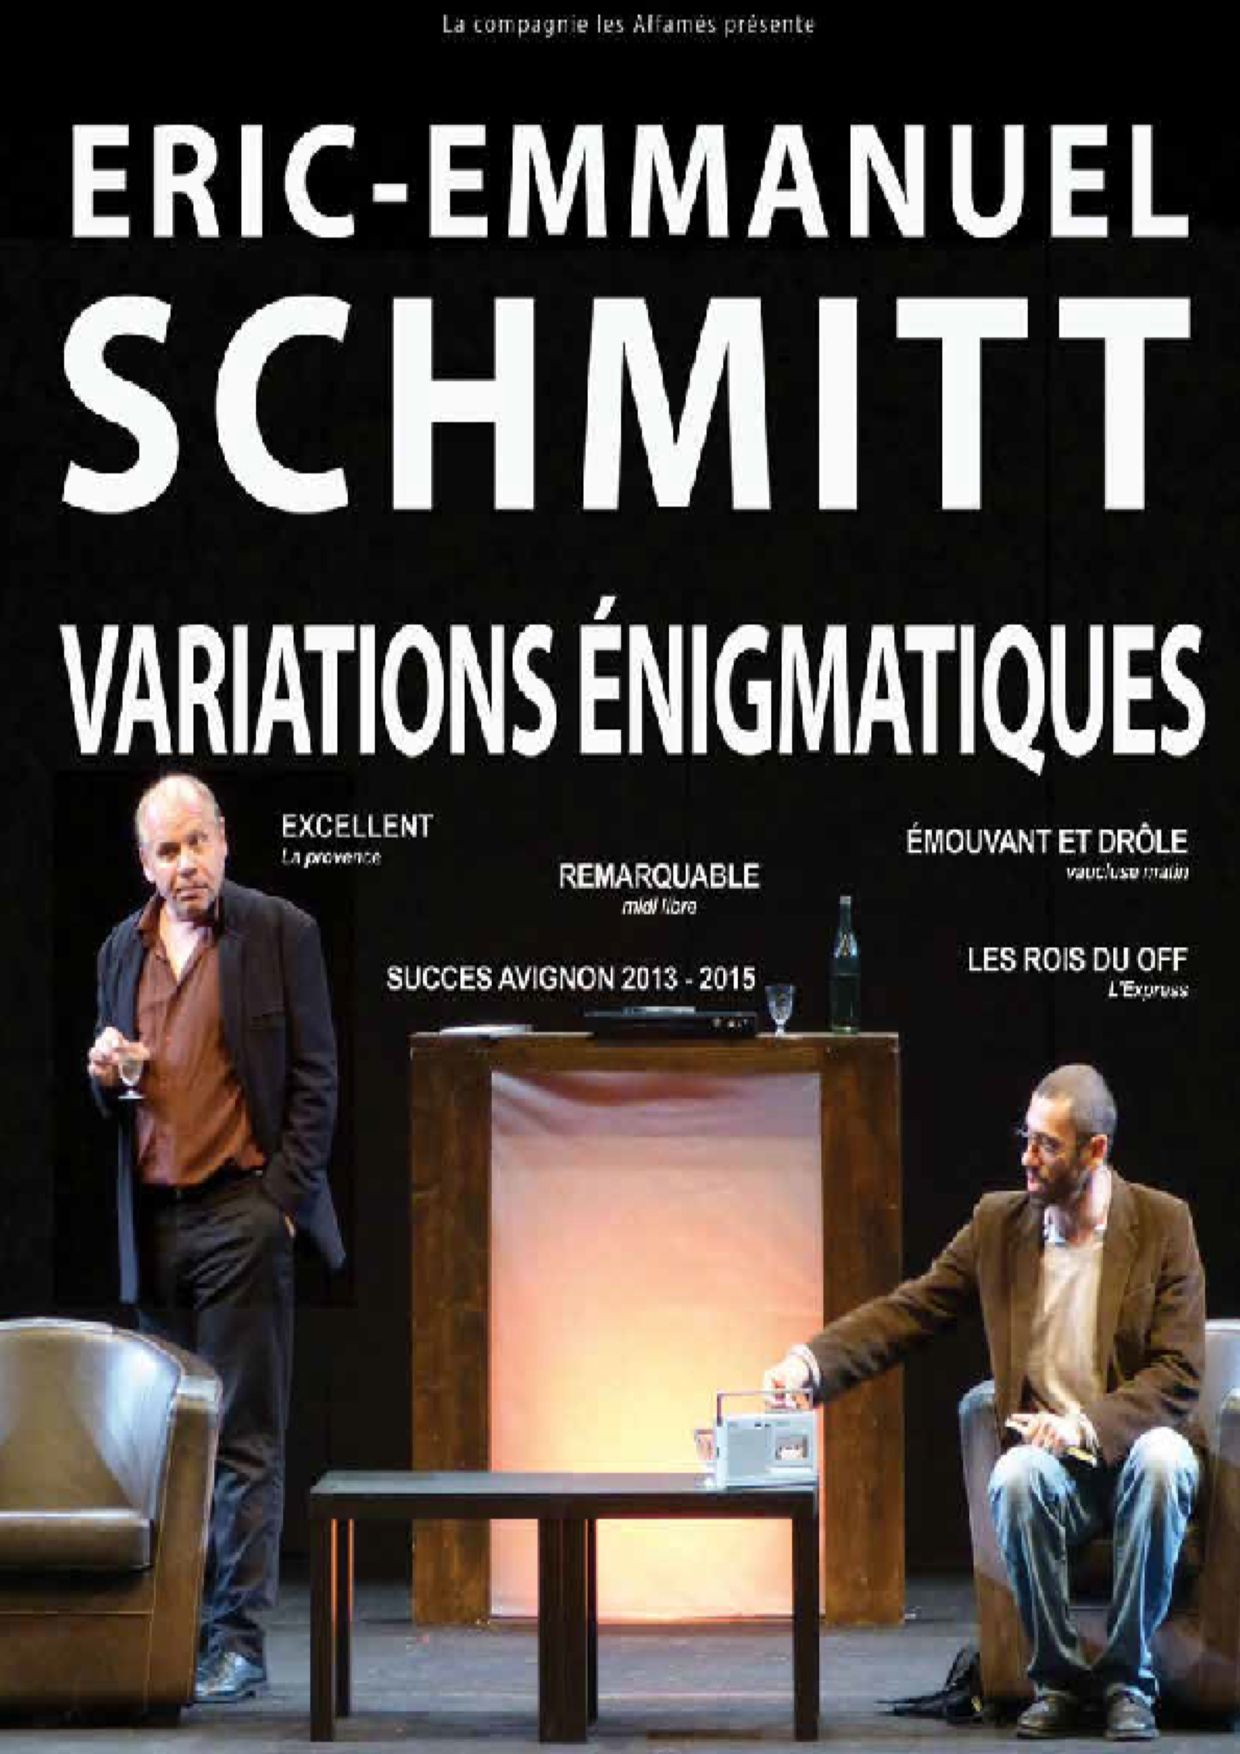 La compagnie les Affamés présente
ERIC-EMMANUEL
SCHMITT
VARIATIONS ÉNIGMATIQUES
EXCELLENT
La provence
REMARQUABLE
midi libre
ÉMOUVANT ET DRÔLE
vaucluse matin
SUCCES AVIGNON 2013 - 2015
LES ROIS DU OFF
L'Express